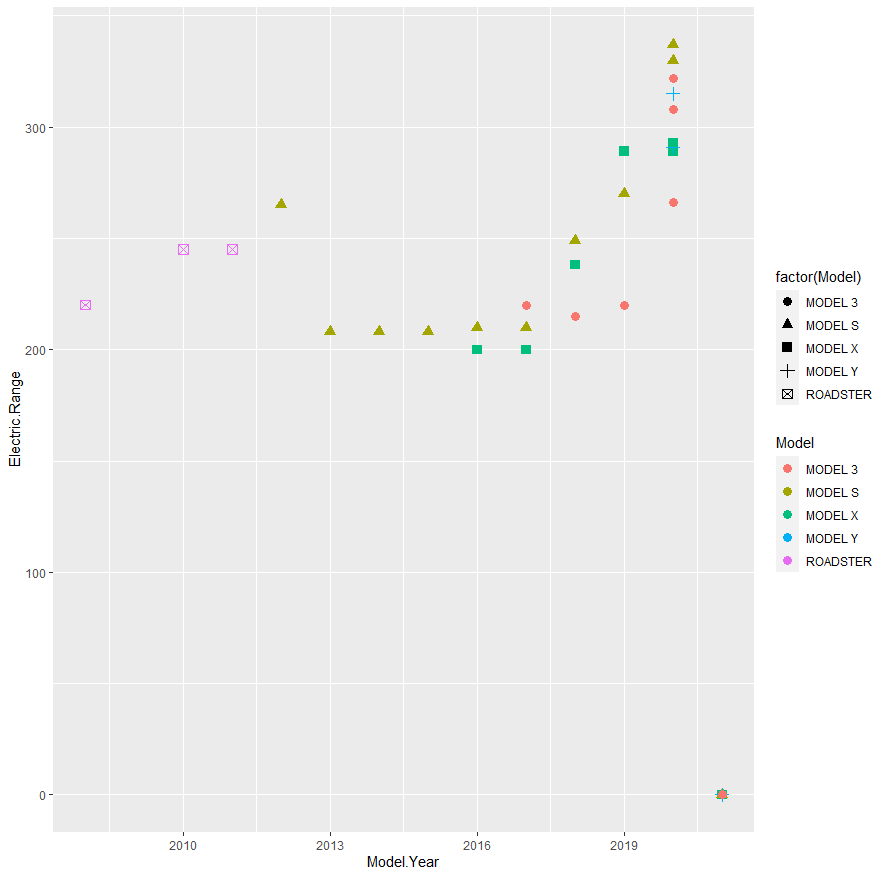 300
200
100
0
Electric.Range
2010 2013 2016 2019
Model.Year
factor(Model)
MODEL 3
MODEL S
MODEL X
MODEL Y
ROADSTER
Model
MODEL 3
MODEL S
MODEL X
MODEL Y
ROADSTER